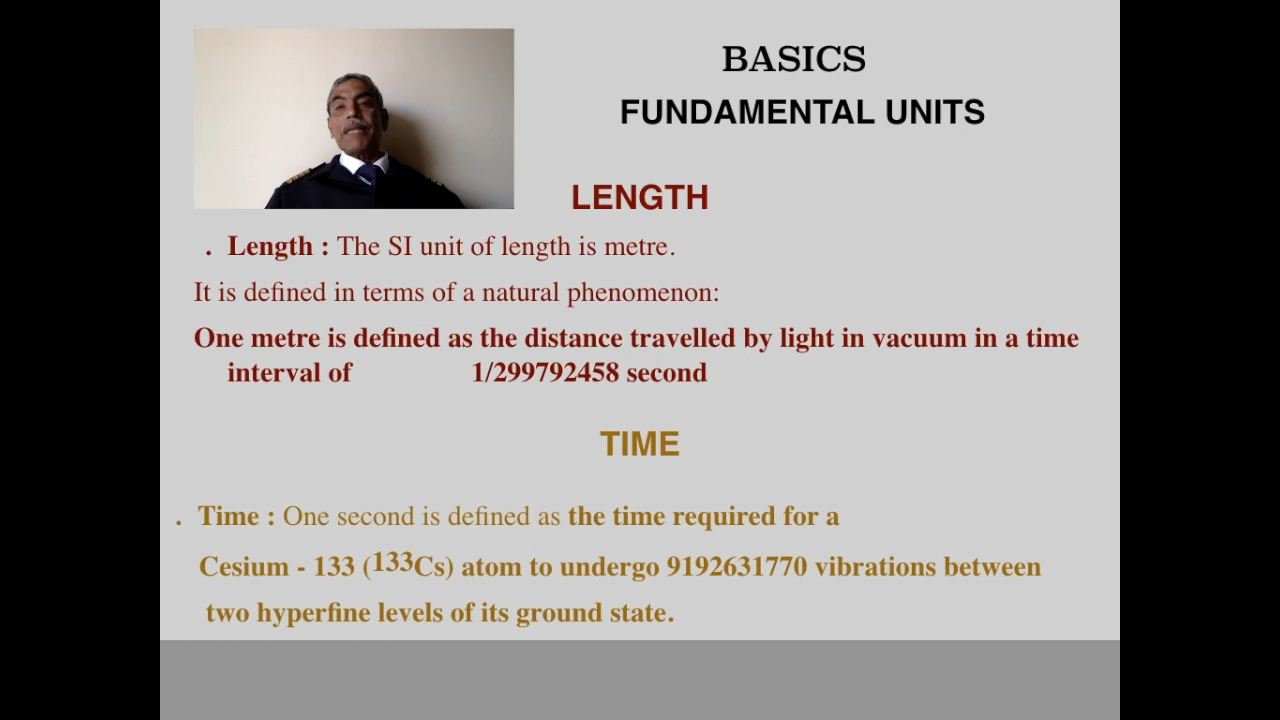 BASICS
FUNDAMENTAL UNITS
LENGTH
. Length : The SI unit of length is metre.
It is defined in terms of a natural phenomenon:
One metre is defined as the distance travelled by light in vacuum in a time
interval of 1/299792458 second
TIME
. Time : One second is defined as the time required for a
Cesium - 133 (133Cs) atom to undergo 9192631770 vibrations between
two hyperfine levels of its ground state.